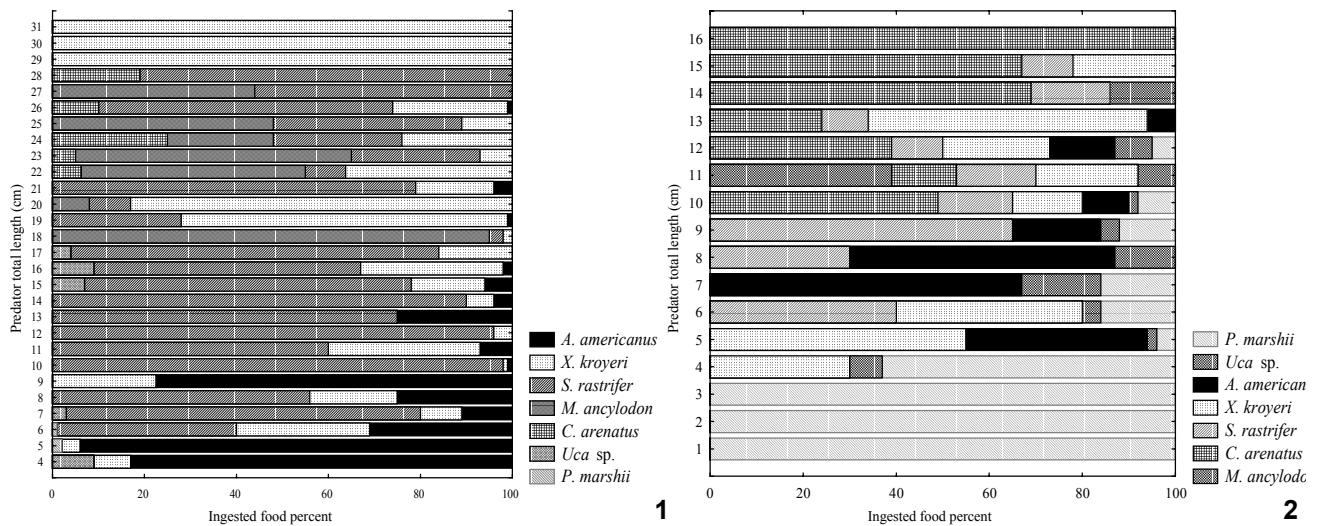 31
30
29
28
27
26
25
24
23
22
21
20
19
18
17
16
15
14
13
12
11
10
9
8
7
6
5
4
Predator total length (cm)
0 20 40 60 80 100
Ingested food percent
A. americanus
X. kroyeri
S. rastrifer
M. ancylodon
C. arenatus
Uca sp.
P. marshii
1
16
15
14
13
12
11
10
9
8
7
6
5
4
3
2
1
Predator total length (cm)
0 20 40 60 80 100
Ingested food percent
P. marshii
Uca sp.
A. american
X. kroyeri
S. rastrifer
C. arenatus
M. ancylodo
2